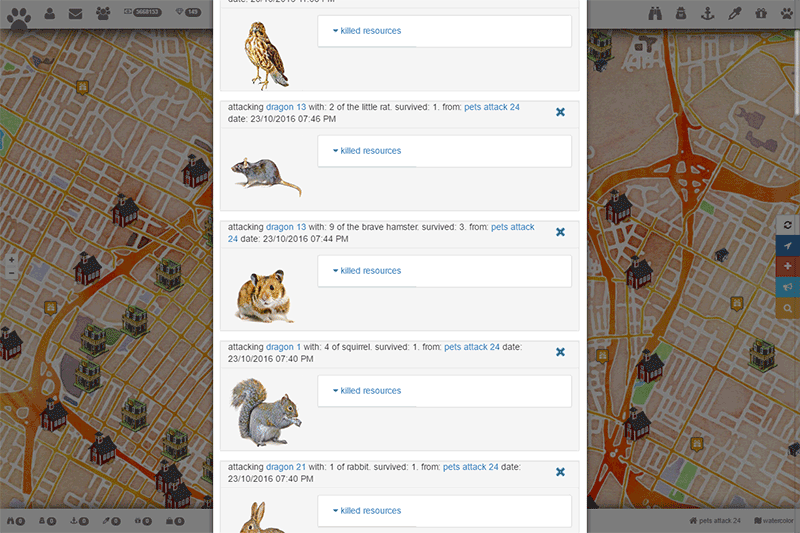 3669153
149
date: 23/10/2016 11:05 PM
killed resources
attacking dragon 13 with: 2 of the little rat. survived: 1. from: pets attack 24
date: 23/10/2016 07:46 PM
killed resources
attacking dragon 13 with: 9 of the brave hamster. survived: 3. from: pets attack
24 date: 23/10/2016 07:44 PM
killed resources
attacking dragon 1 with: 4 of squirrel. survived: 1. from: pets attack 24 date:
23/10/2016 07:40 PM
killed resources
attacking dragon 21 with: 1 of rabbit. survived: 1. from: pets attack 24 date:
23/10/2016 07:40 PM
killed resources
+
−
0 0 0 0 0 0
pets attack 24 watercolor